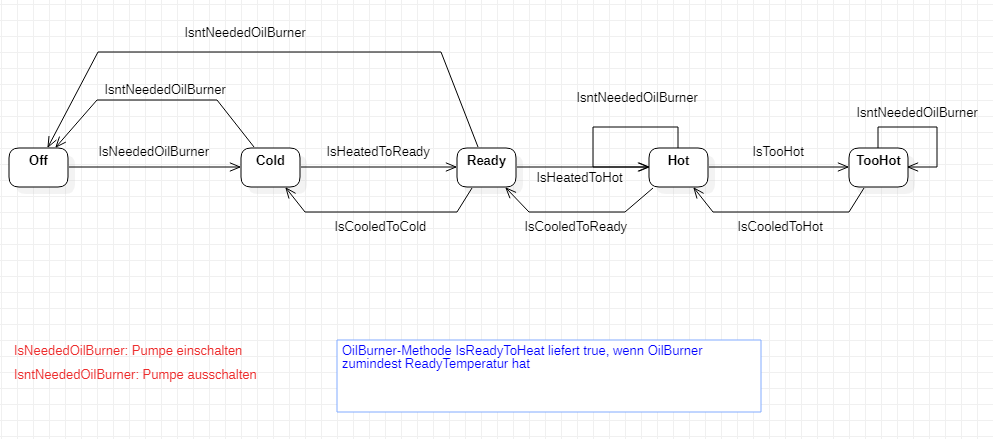 IsntNeededOilBurner
IsntNeededOilBurner
IsntNeededOilBurner
IsntNeededOilBurner
Off
IsNeededOilBurner
Cold
IsHeatedToReady
Ready
IsHeatedToHot
Hot
IsTooHot
TooHot
IsCooledToCold
IsCooledToReady
IsCooledToHot
IsNeededOilBurner: Pumpe einschalten
IsntNeededOilBurner: Pumpe ausschalten
OilBurner-Methode IsReadyToHeat liefert true, wenn OilBurner
zumindest ReadyTemperatur hat